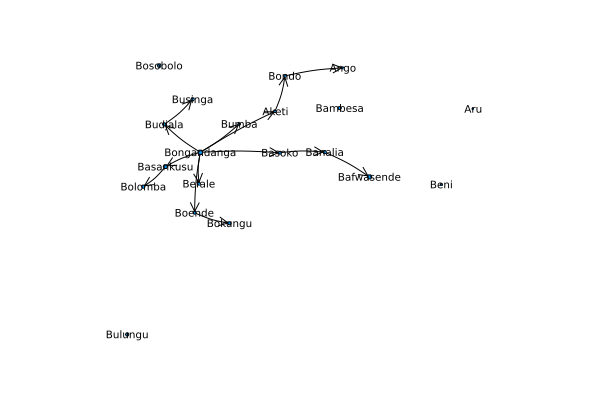 Bosobolo
Ango
Bondo
Businga
Aketi
Bambesa
Aru
Budjala
Bumba
Bongandanga
Basoko
Banalia
Basankusu
Bafwasende
Befale
Bolomba
Beni
Boende
Bokungu
Bulungu